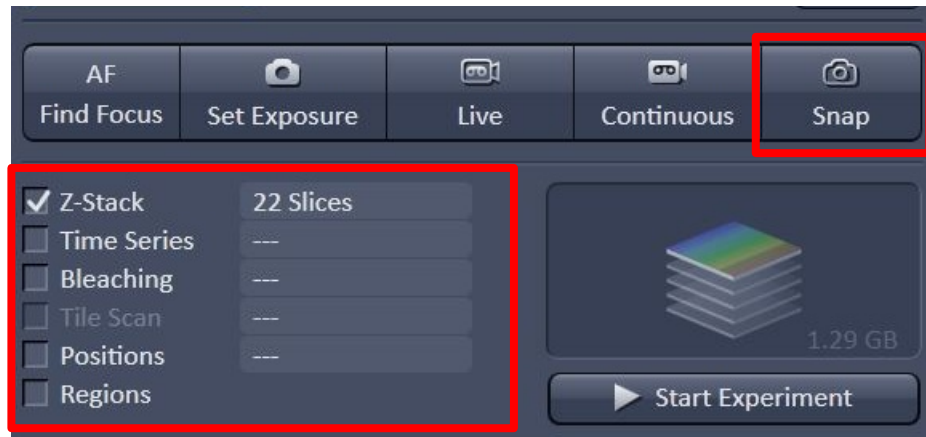 AF
Find Focus
Set Exposure
Live
Continuous
Snap
Z-Stack 22 Slices
Time Series ---
Bleaching ---
Tile Scan ---
Positions ---
Regions
1.29 GB
Start Experiment